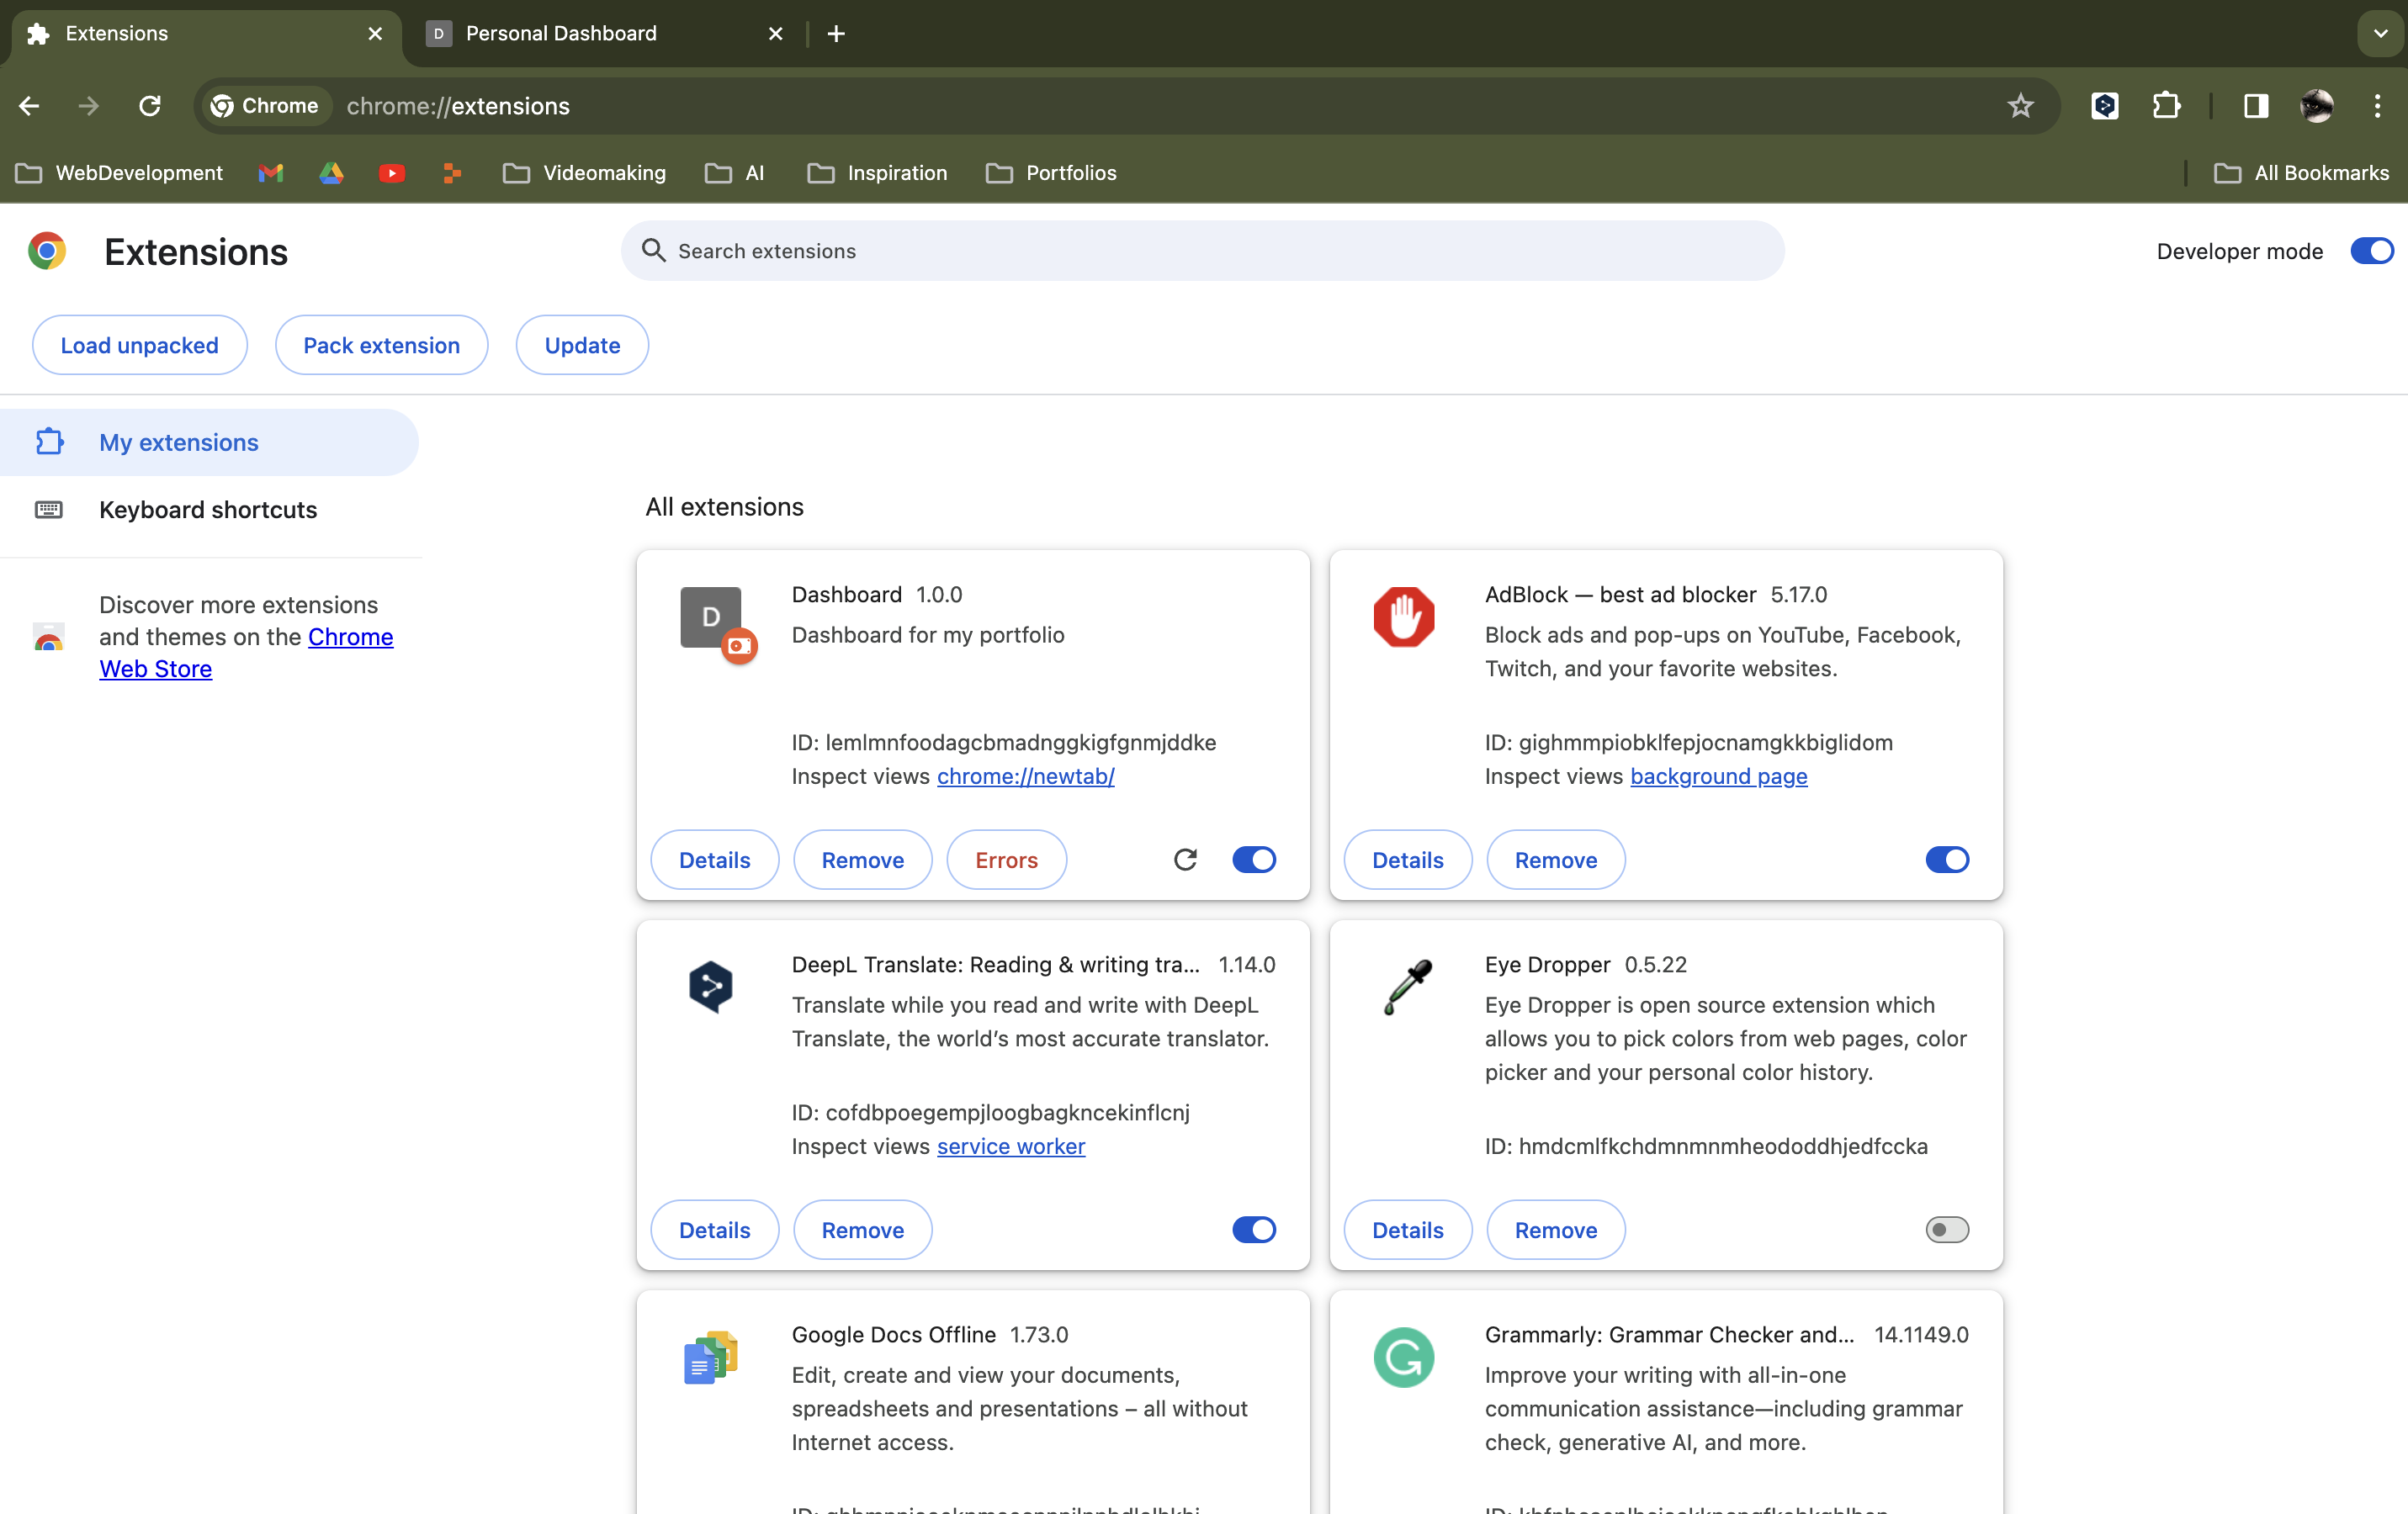 Extensions
D
Personal Dashboard
Chrome
chrome://extensions
WebDevelopment
Videomaking
AI
Inspiration
Portfolios
All Bookmarks
Extensions
Search extensions
Developer mode
Load unpacked
Pack extension
Update
My extensions
Keyboard shortcuts
Discover more extensions
and themes on the Chrome
Web Store
All extensions
D
Dashboard 1.0.0
Dashboard for my portfolio
ID: lemlmnfoodagcbmadnggkigfgnmjddke
Inspect views chrome://newtab/
Details
Remove
Errors
AdBlock — best ad blocker 5.17.0
Block ads and pop-ups on YouTube, Facebook,
Twitch, and your favorite websites.
ID: gighmmpiobklfepjocnamgkkbiglidom
Inspect views background page
Details
Remove
DeepL Translate: Reading & writing tra... 1.14.0
Translate while you read and write with DeepL
Translate, the world’s most accurate translator.
ID: cofdbpoegempjloogbagkncekinflcnj
Inspect views service worker
Details
Remove
Eye Dropper 0.5.22
Eye Dropper is open source extension which
allows you to pick colors from web pages, color
picker and your personal color history.
ID: hmdcmlfkchdmnmnmheododdhjedfccka
Details
Remove
Google Docs Offline 1.73.0
Edit, create and view your documents,
spreadsheets and presentations – all without
Internet access.
Grammarly: Grammar Checker and... 14.1149.0
Improve your writing with all-in-one
communication assistance—including grammar
check, generative AI, and more.